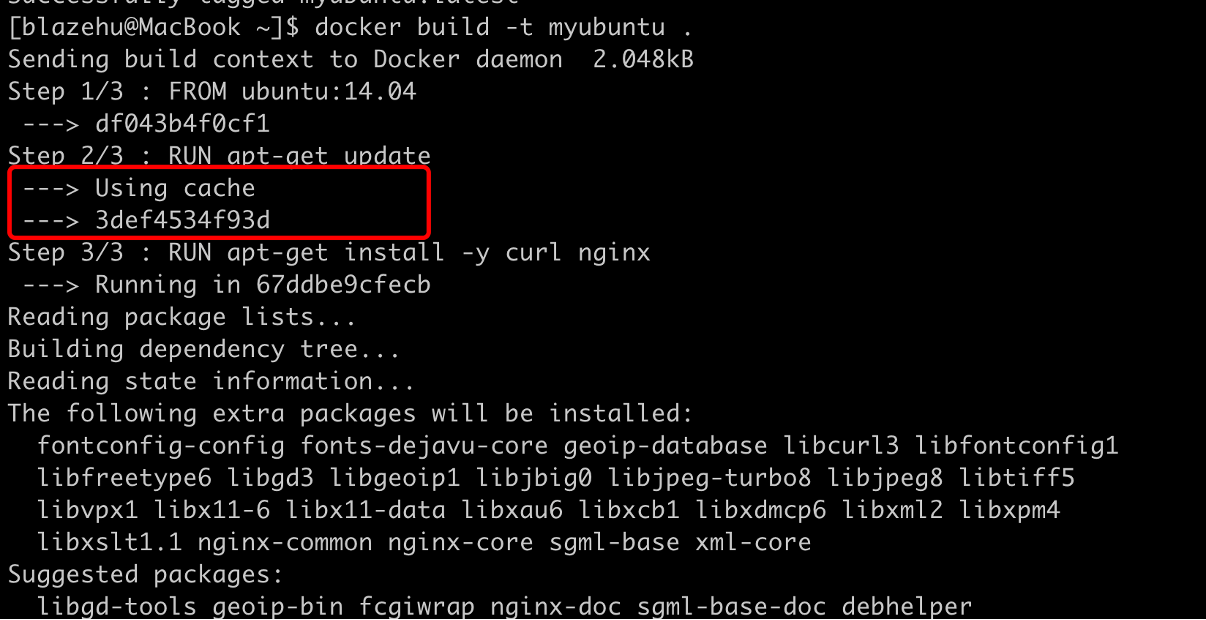 Successfully tagged myubuntu:latest
[blazehu@MacBook ~]$ docker build -t myubuntu .
Sending build context to Docker daemon  2.048kB
Step 1/3 : FROM ubuntu:14.04
 ---> df043b4f0cf1
Step 2/3 : RUN apt-get update
 ---> Using cache
 ---> 3def4534f93d
Step 3/3 : RUN apt-get install -y curl nginx
 ---> Running in 67ddbe9cfecb
Reading package lists...
Building dependency tree...
Reading state information...
The following extra packages will be installed:
  fontconfig-config fonts-dejavu-core geoip-database libcurl3 libfontconfig1
  libfreetype6 libgd3 libgeoip1 libjbig0 libjpeg-turbo8 libjpeg8 libtiff5
  libvpx1 libx11-6 libx11-data libxau6 libxcb1 libxdmcp6 libxml2 libxpm4
  libxslt1.1 nginx-common nginx-core sgml-base xml-core
Suggested packages:
  libgd-tools geoip-bin fcgiwrap nginx-doc sgml-base-doc debhelper